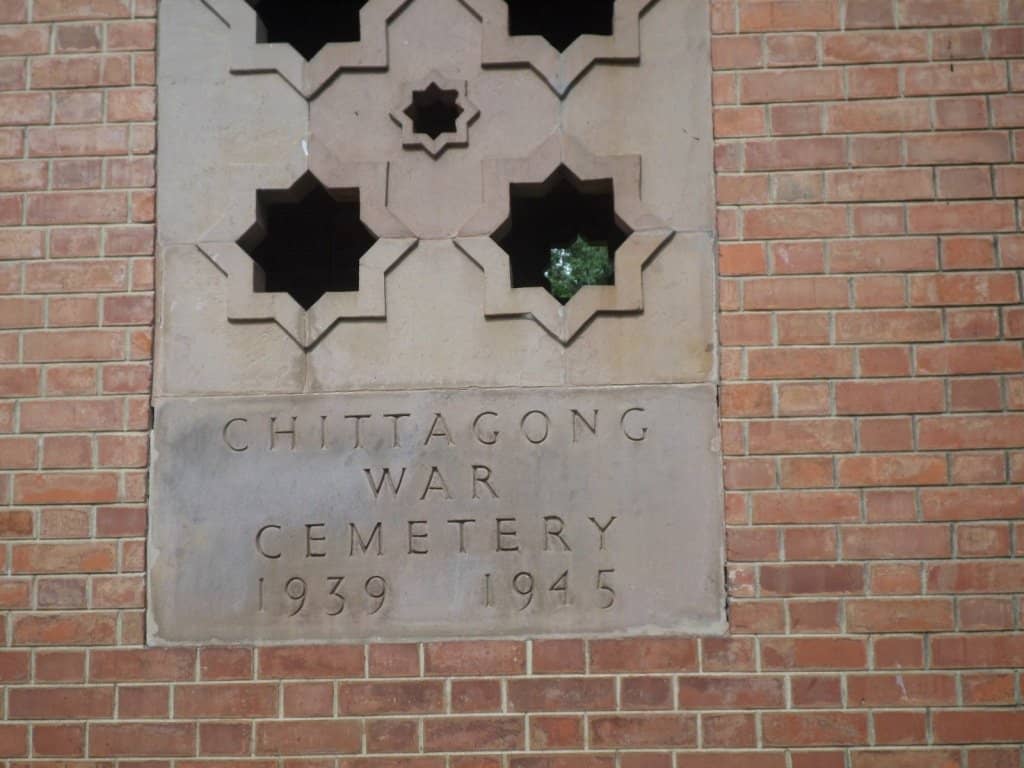 CHITTAGONG
WAR
CEMETERY
1939 1945